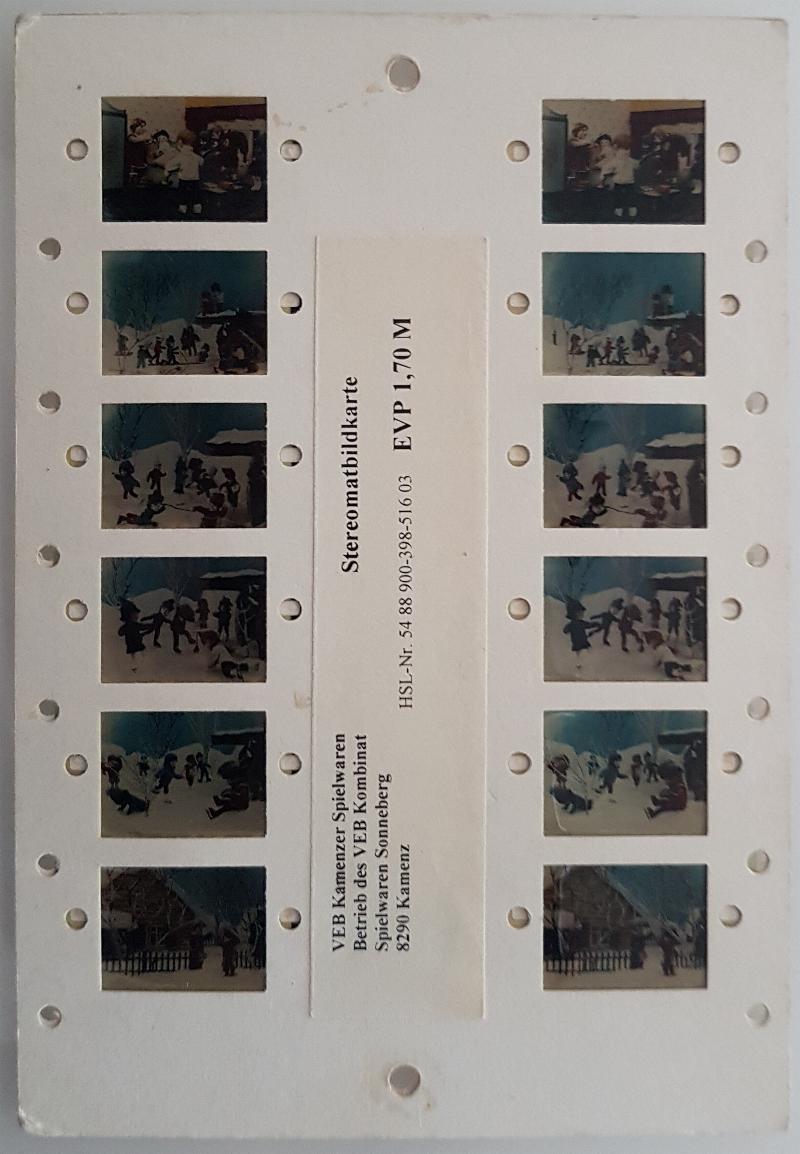 Stereomatbildkarte
VEB Kamenzer Spielwaren
Betrieb des VEB Kombinat
Spielwaren Sonneberg
8290 Kamenz
HSL-Nr. 54 88 900-398-516 03 EVP 1,70 M